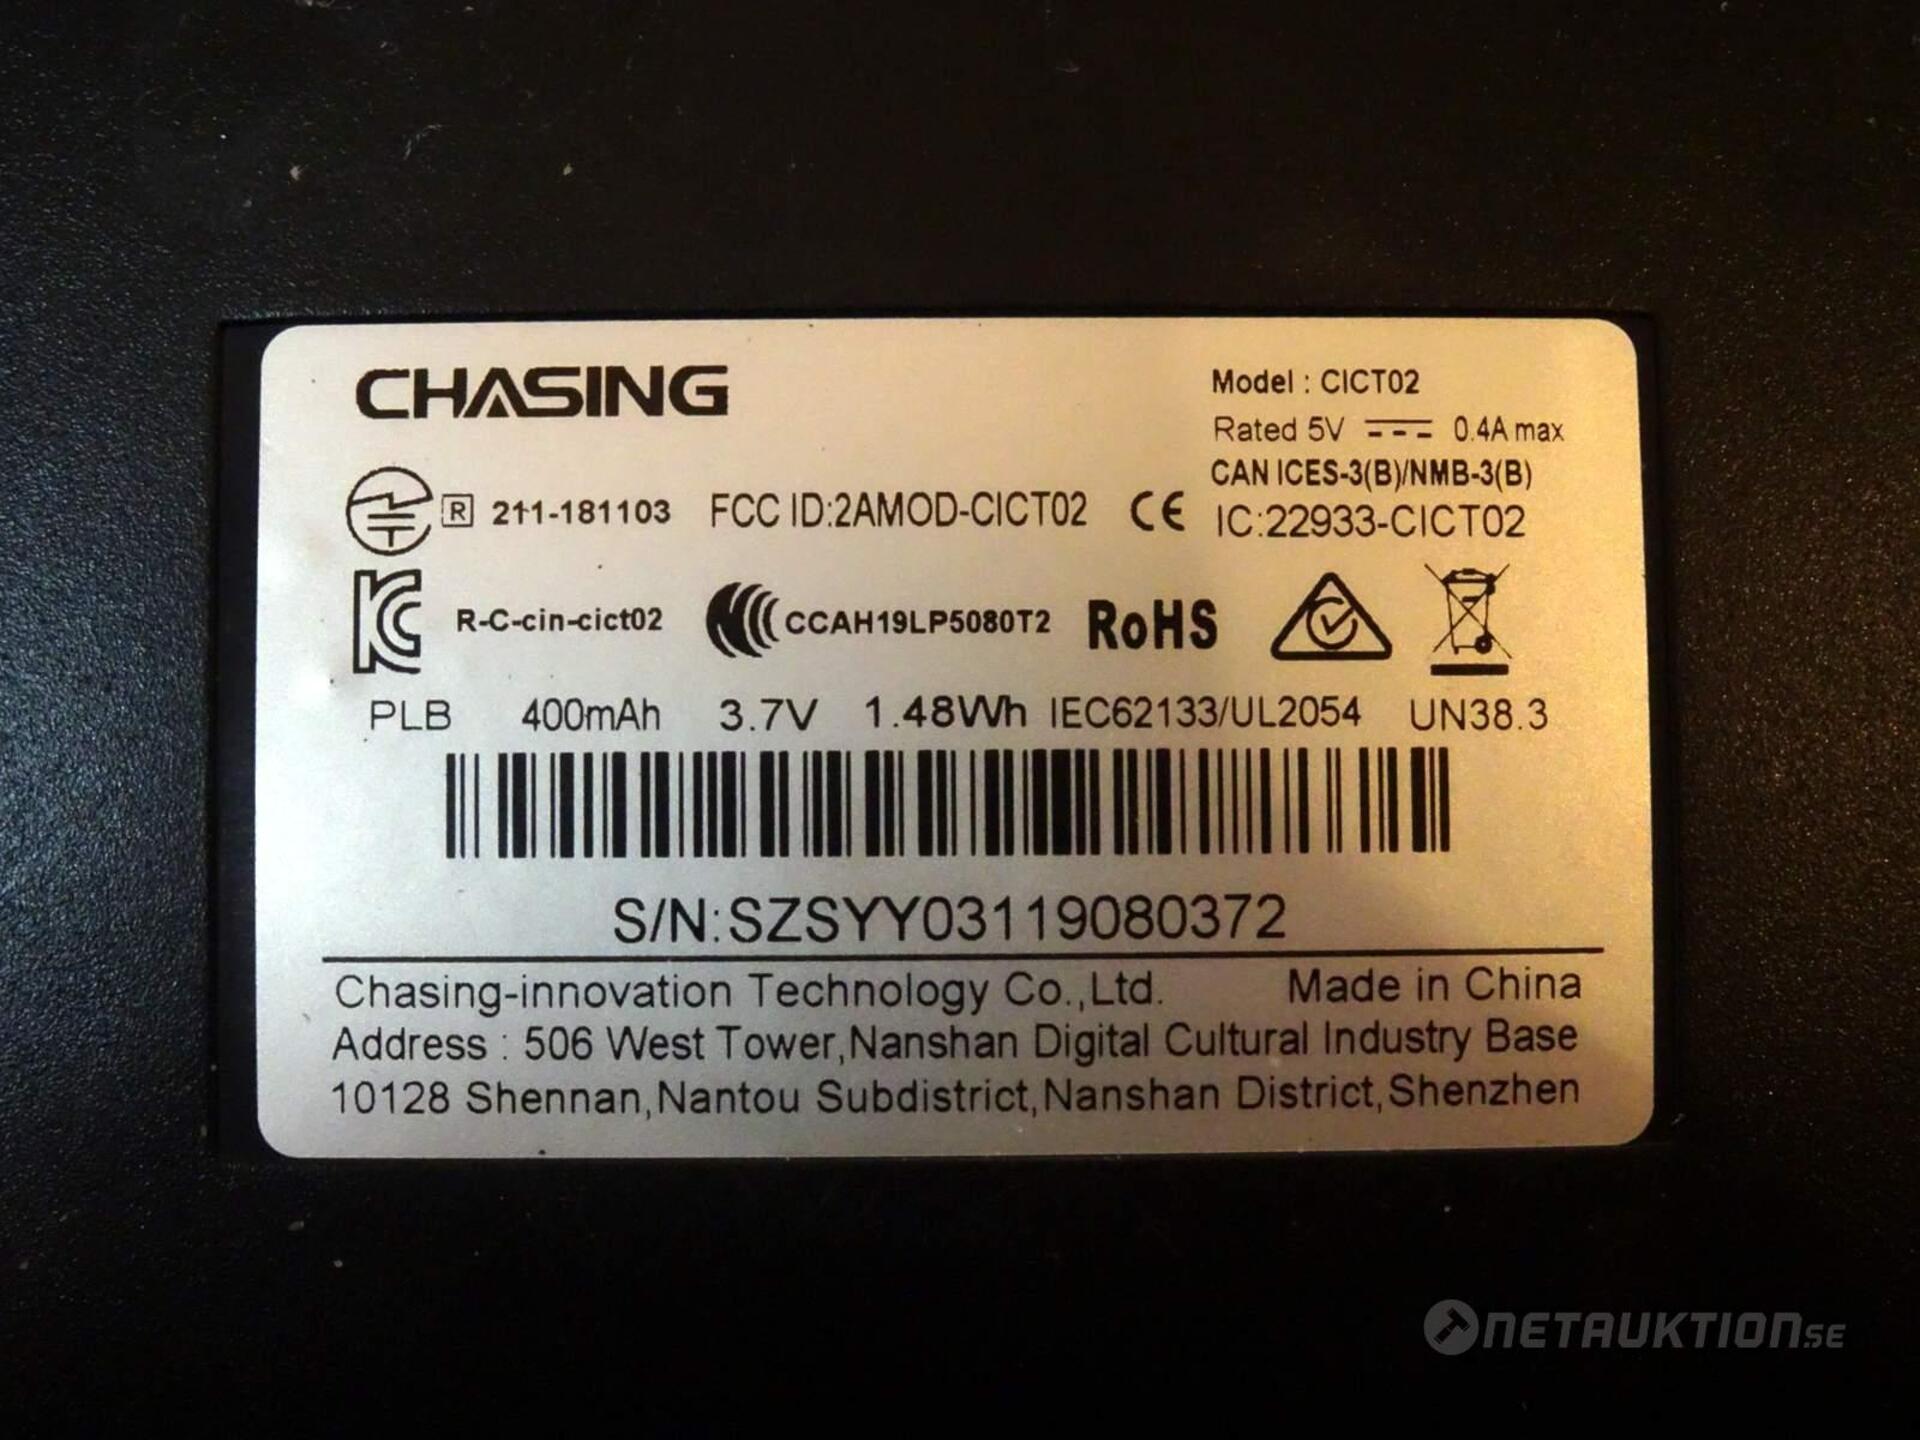 CHASING
Model : CICT02
Rated 5V 0.4A max
CAN ICES-3(B)/NMB-3(B)
R 211-181103 FCC ID:2AMOD-CICT02 CE IC:22933-CICT02
R-C-cin-cict02 CCAH19LP5080T2 RoHS
PLB 400mAh 3.7V 1.48Wh IEC62133/UL2054 UN38.3
S/N:SZSYY03119080372
Chasing-innovation Technology Co.,Ltd. Made in China
Address : 506 West Tower,Nanshan Digital Cultural Industry Base
10128 Shennan,Nantou Subdistrict,Nanshan District,Shenzhen
NETAUKTION.SE